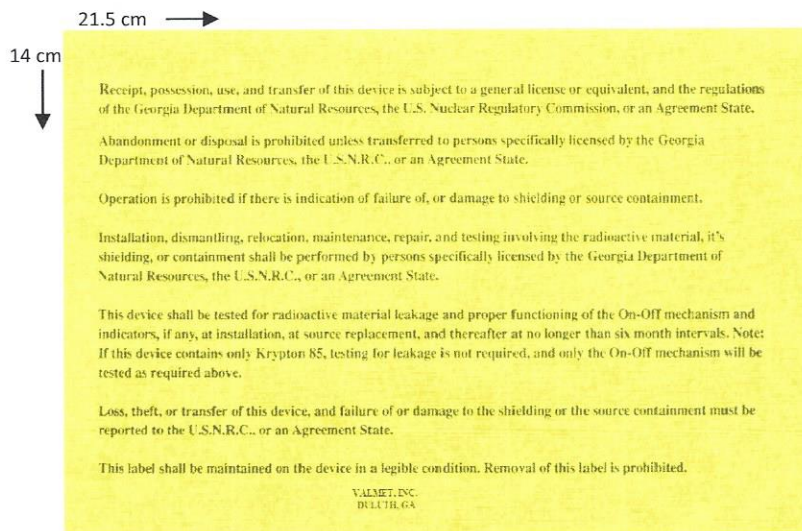 21.5 cm
14 cm
Receipt, possession, use, and transfer of this device is subject to a general license or equivalent, and the regulations
of the Georgia Department of Natural Resources, the U.S. Nuclear Regulatory Commission, or an Agreement State.
Abandonment or disposal is prohibited unless transferred to persons specifically licensed by the Georgia
Department of Natural Resources, the U.S.N.R.C., or an Agreement State.
Operation is prohibited if there is indication of failure of, or damage to shielding or source containment.
Installation, dismantling, relocation, maintenance, repair, and testing involving the radioactive material, it's
shielding, or containment shall be performed by persons specifically licensed by the Georgia Department of
Natural Resources, the U.S.N.R.C., or an Agreement State.
This device shall be tested for radioactive material leakage and proper functioning of the On-Off mechanism and
indicators, if any, at installation, at source replacement, and thereafter at no longer than six month intervals. Note:
If this device contains only Krypton 85, testing for leakage is not required, and only the On-Off mechanism will be
tested as required above.
Loss, theft, or transfer of this device, and failure of or damage to the shielding or the source containment must be
reported to the U.S.N.R.C., or an Agreement State.
This label shall be maintained on the device in a legible condition. Removal of this label is prohibited.
VALMET, INC.
DULUTH, GA